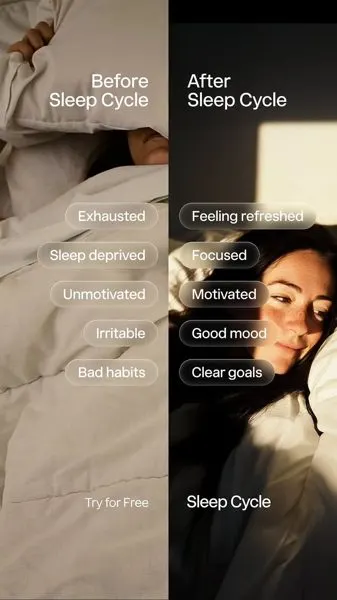 Before
Sleep Cycle
Exhausted
Sleep deprived
Unmotivated
Irritable
Bad habits
Try for Free
After
Sleep Cycle
Feeling refreshed
Focused
Motivated
Good mood
Clear goals
Sleep Cycle